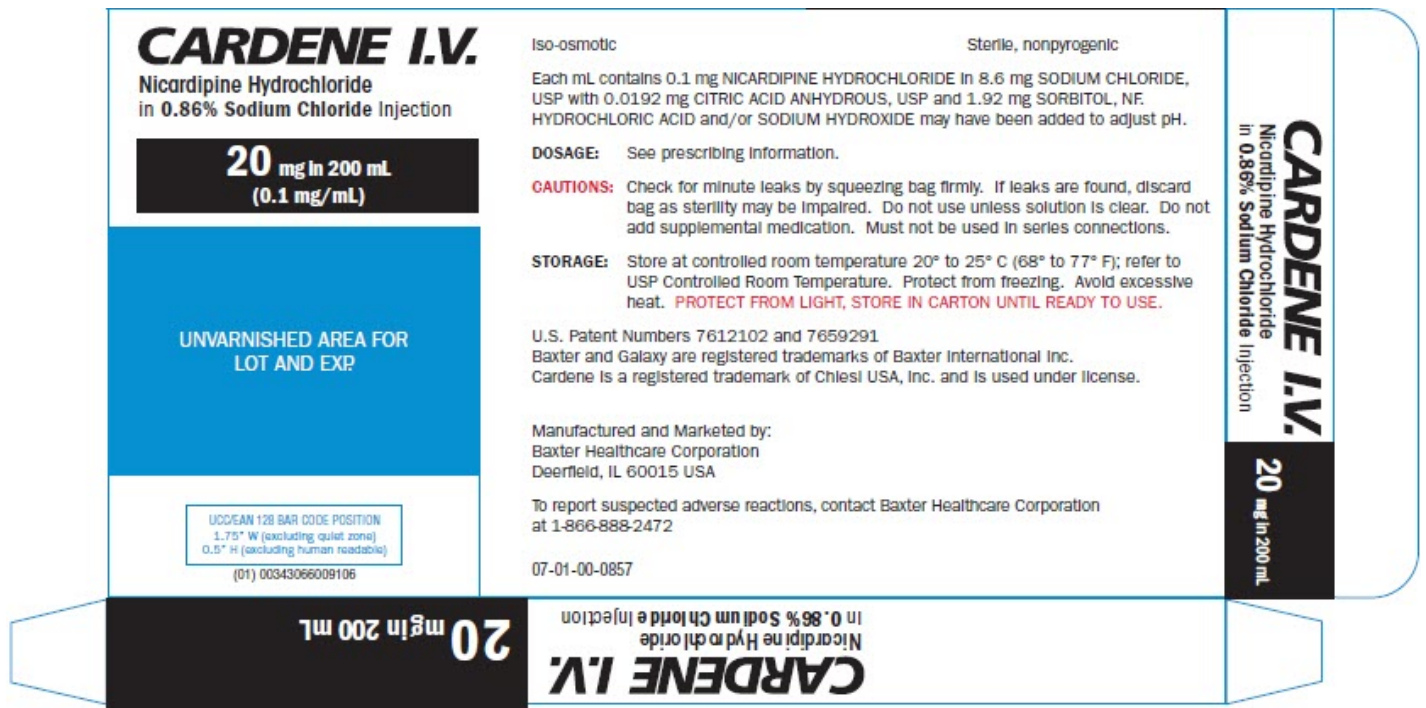 CARDENE I.V.
Nicardipine Hydrochloride
in 0.86% Sodium Chloride Injection
20 mg in 200 mL
(0.1 mg/mL)
UNVARNISHED AREA FOR
LOT AND EXP.
UCC/EAN 128 BAR CODE POSITION
1.75" W (excluding quiet zone)
0.5" H (excluding human readable)
(01) 00343066009106
Iso-osmotic Sterile, nonpyrogenic
Each mL contains 0.1 mg NICARDIPINE HYDROCHLORIDE in 8.6 mg SODIUM CHLORIDE,
USP with 0.0192 mg CITRIC ACID ANHYDROUS, USP and 1.92 mg SORBITOL, NF.
HYDROCHLORIC ACID and/or SODIUM HYDROXIDE may have been added to adjust pH.
DOSAGE: See prescribing information.
CAUTIONS: Check for minute leaks by squeezing bag firmly. If leaks are found, discard
bag as sterility may be impaired. Do not use unless solution is clear. Do not
add supplemental medication. Must not be used in series connections.
STORAGE: Store at controlled room temperature 20° to 25° C (68° to 77° F); refer to
USP Controlled Room Temperature. Protect from freezing. Avoid excessive
heat. PROTECT FROM LIGHT, STORE IN CARTON UNTIL READY TO USE.
U.S. Patent Numbers 7612102 and 7659291
Baxter and Galaxy are registered trademarks of Baxter International Inc.
Cardene is a registered trademark of Chiesi USA, Inc. and is used under license.
Manufactured and Marketed by:
Baxter Healthcare Corporation
Deerfield, IL 60015 USA
To report suspected adverse reactions, contact Baxter Healthcare Corporation
at 1-866-888-2472
07-01-00-0857
CARDENE I.V.
Nicardipine Hydrochloride
in 0.86% Sodium Chloride Injection
20 mg in 200 mL
CARDENE I.V.
Nicardipine Hydrochloride
in 0.86% Sodium Chloride Injection
20 mg in 200 mL